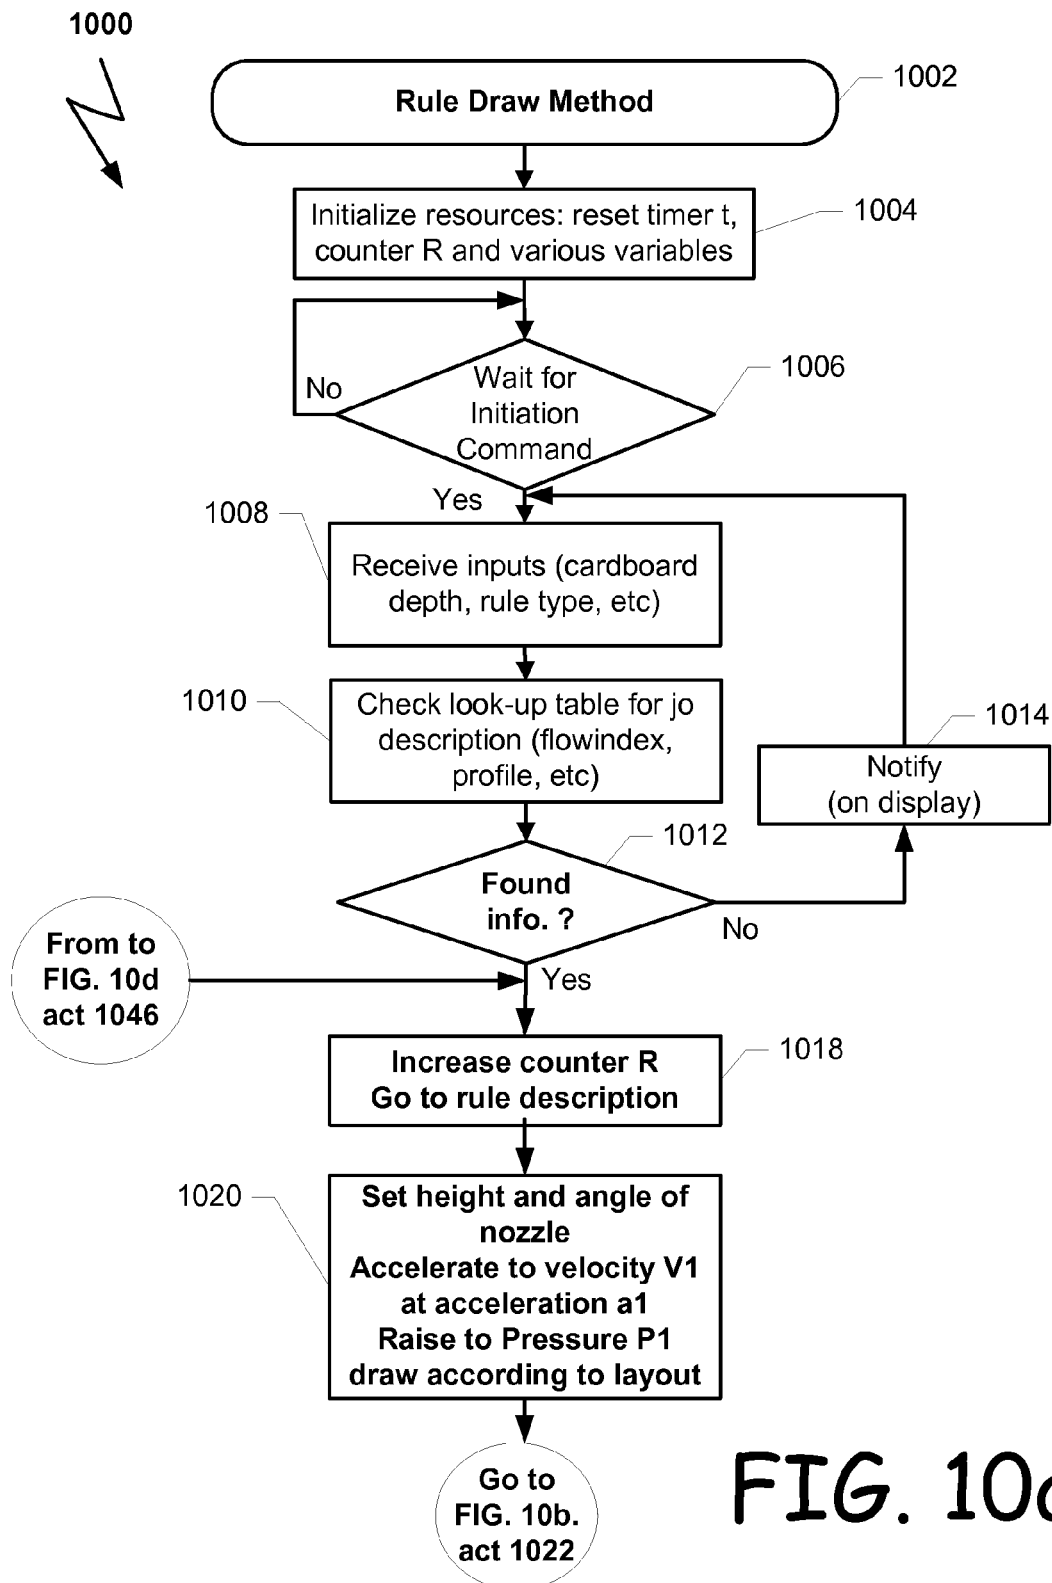 1000
Rule Draw Method
1002
Initialize resources: reset timer t,
counter R and various variables
1004
No
Wait for
Initiation
Command
1006
Yes
1008
Receive inputs (cardboard
depth, rule type, etc)
1010
Check look-up table for jo
description (flowindex,
profile, etc)
1014
Notify
(on display)
1012
Found
info. ?
No
Yes
From to
FIG. 10d
act 1046
Increase counter R
Go to rule description
1018
1020
Set height and angle of
nozzle
Accelerate to velocity V1
at acceleration a1
Raise to Pressure P1
draw according to layout
Go to
FIG. 10b.
act 1022
FIG. 10a